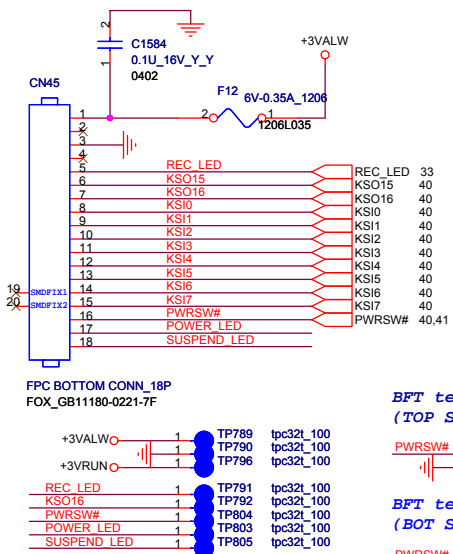 2
C1584
0.1U_16V_Y_Y
0402
1
+3VALW
CN45
F12
6V-0.35A_1206
2
1
1206L035
1
2
3
4
5 REC_LED REC_LED 33
6 KSO15 KSO15 40
7 KSO16 KSO16 40
8 KSI0 KSI0 40
9 KSI1 KSI1 40
10 KSI2 KSI2 40
11 KSI3 KSI3 40
12 KSI4 KSI4 40
13 KSI5 KSI5 40
19 SMDFIX1 14 KSI6 KSI6 40
20 SMDFIX2 15 KSI7 KSI7 40
16 PWRSW# PWRSW# 40,41
17 POWER_LED
18 SUSPEND_LED
FPC BOTTOM CONN_18P
FOX_GB11180-0221-7F
+3VALW 1 TP789 tpc32t_100
1 TP790 tpc32t_100
+3VRUN 1 TP796 tpc32t_100
REC_LED 1 TP791 tpc32t_100
KSO16 1 TP792 tpc32t_100
PWRSW# 1 TP804 tpc32t_100
POWER_LED 1 TP803 tpc32t_100
SUSPEND_LED 1 TP805 tpc32t_100
BFT te
(TOP S
PWRSW#
BFT te
(BOT S
PWRSW#